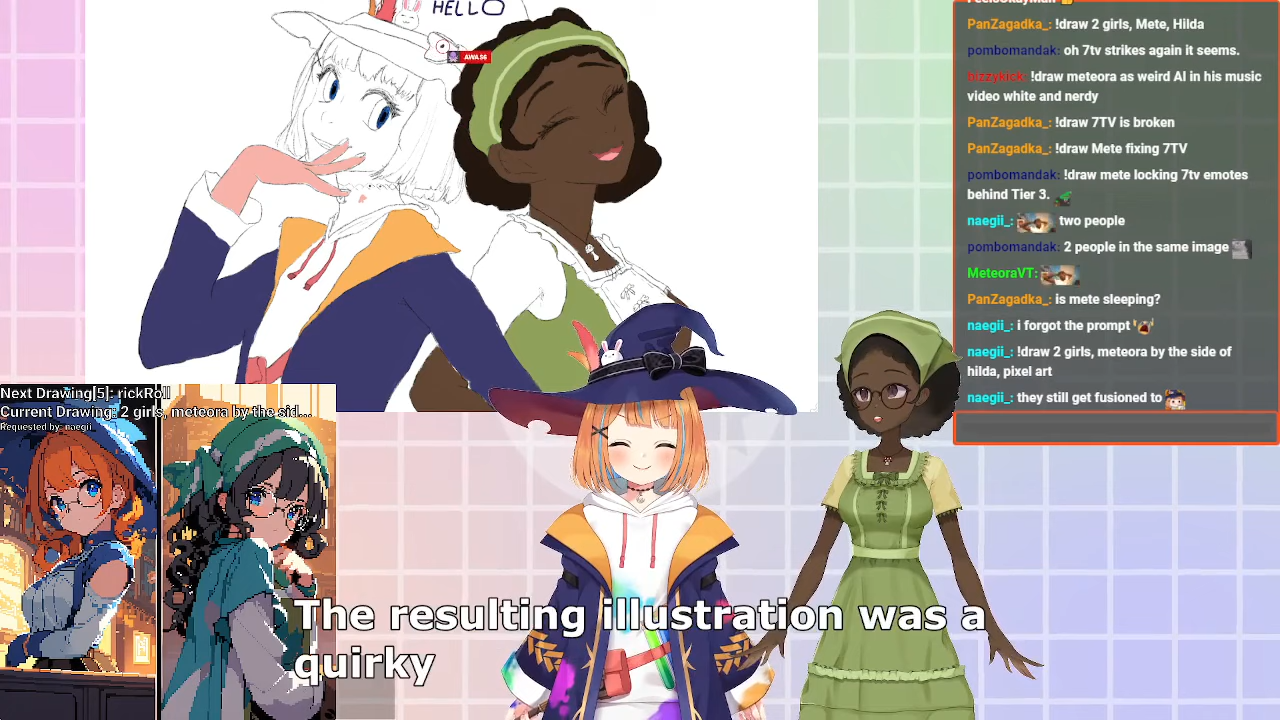 HELLO
AWAS6
PanZagadka_: !draw 2 girls, Mete, Hilda
pombomandak: oh 7tv strikes again it seems.
hizzykick: !draw meteora as weird AI in his music
video white and nerdy
PanZagadka_: !draw 7TV is broken
PanZagadka_: !draw Mete fixing 7TV
pombomandak: !draw mete locking 7tv emotes
behind Tier 3.
naegii_: two people
pombomandak: 2 people in the same image
MeteoraVT:
PanZagadka_: is mete sleeping?
naegii_: i forgot the prompt
naegii_: !draw 2 girls, meteora by the side of
hilda, pixel art
naegii_: they still get fusioned to
Next Drawing[5]: rickRoll
Current Drawing: 2 girls, meteora by the sid...
Requested by: naegii_
The resulting illustration was a
quirky